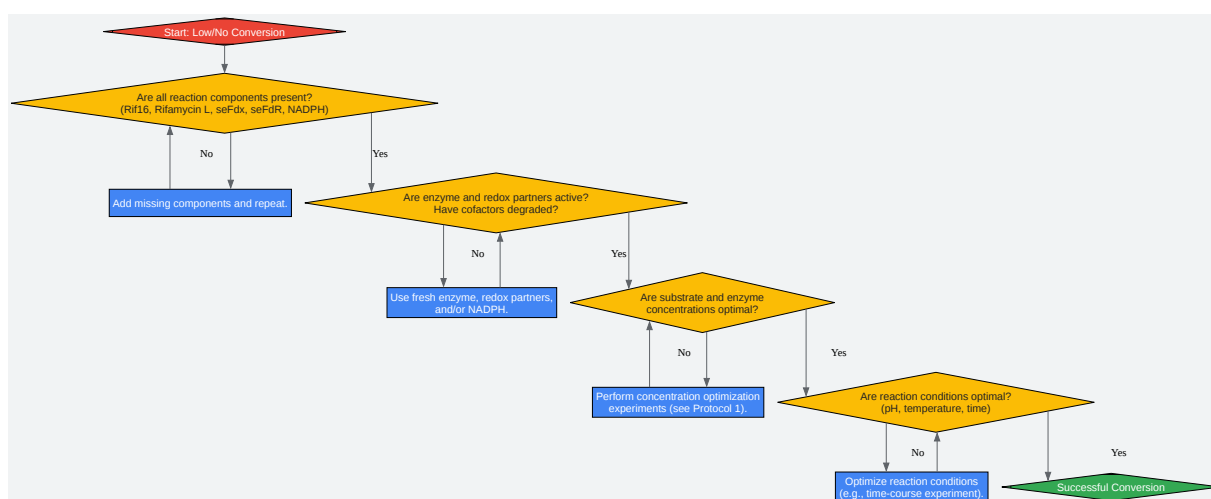 Start: Low/No Conversion
Are all reaction components present?
(Rif16, Rifamycin L, seFdx, seFdR, NADPH)
No
Yes
Add missing components and repeat.
Are enzyme and redox partners active?
Have cofactors degraded?
No
Yes
Use fresh enzyme, redox partners,
and/or NADPH.
Are substrate and enzyme
concentrations optimal?
No
Yes
Perform concentration optimization
experiments (see Protocol 1).
Are reaction conditions optimal?
(pH, temperature, time)
No
Yes
Optimize reaction conditions
(e.g., time-course experiment).
Successful Conversion